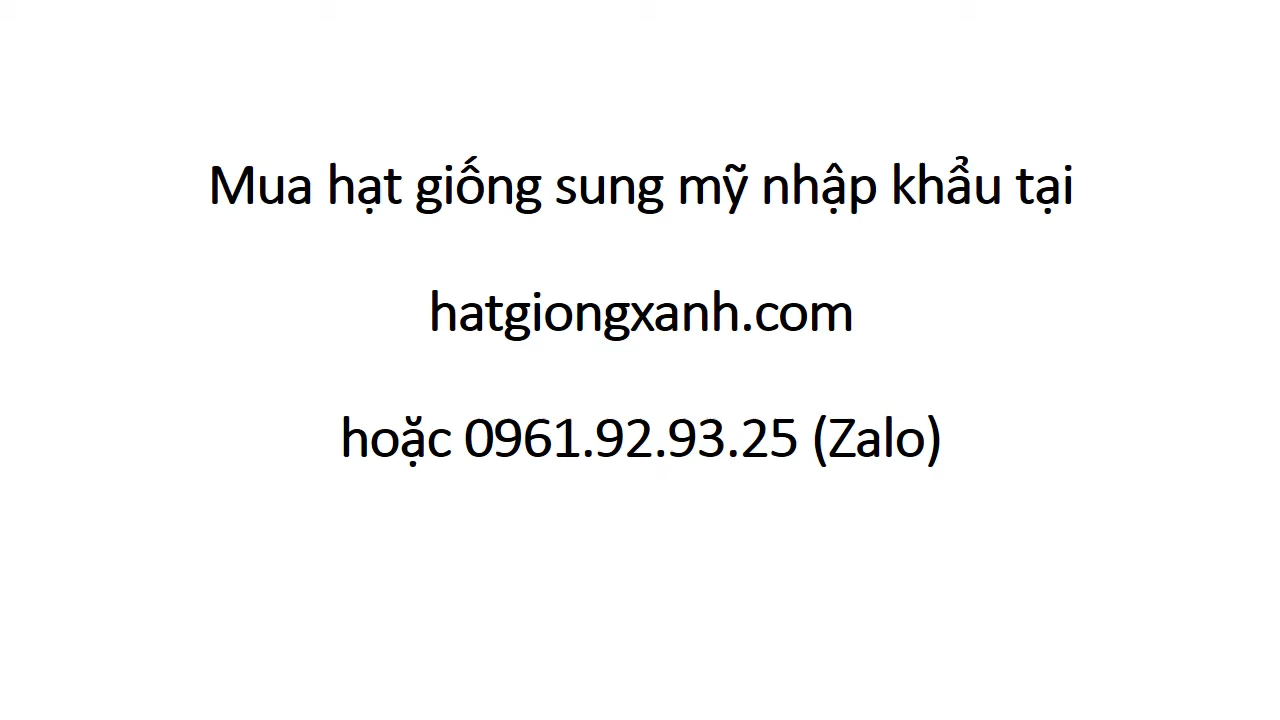 Mua hạt giống sung mỹ nhập khẩu tại
hatgiongxanh.com
hoặc 0961.92.93.25 (Zalo)